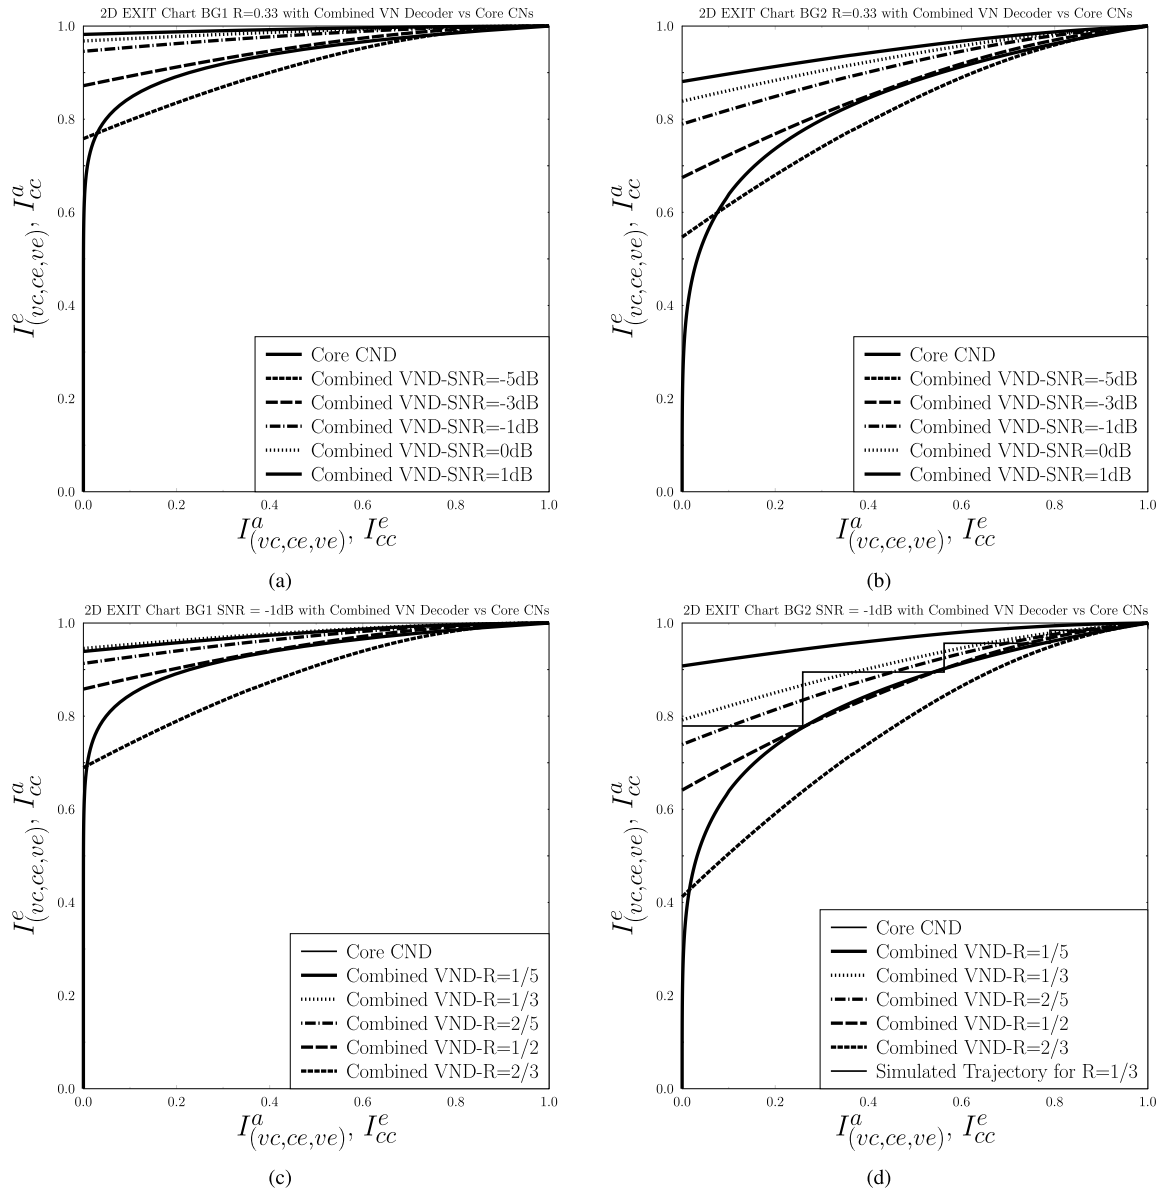 2D EXIT Chart BG1 R=0.33 with Combined VN Decoder vs Core CNs
1.0
0.8
0.6
0.4
0.2
0.0
0.0 0.2 0.4 0.6 0.8 1.0
I^e_(vc,ce,ve), I^a_cc
I^a_(vc,ce,ve), I^e_cc
Core CND
Combined VND-SNR=-5dB
Combined VND-SNR=-3dB
Combined VND-SNR=-1dB
Combined VND-SNR=0dB
Combined VND-SNR=1dB
(a)
2D EXIT Chart BG2 R=0.33 with Combined VN Decoder vs Core CNs
1.0
0.8
0.6
0.4
0.2
0.0
0.0 0.2 0.4 0.6 0.8 1.0
I^e_(vc,ce,ve), I^a_cc
I^a_(vc,ce,ve), I^e_cc
Core CND
Combined VND-SNR=-5dB
Combined VND-SNR=-3dB
Combined VND-SNR=-1dB
Combined VND-SNR=0dB
Combined VND-SNR=1dB
(b)
2D EXIT Chart BG1 SNR = -1dB with Combined VN Decoder vs Core CNs
1.0
0.8
0.6
0.4
0.2
0.0
0.0 0.2 0.4 0.6 0.8 1.0
I^e_(vc,ce,ve), I^a_cc
I^a_(vc,ce,ve), I^e_cc
Core CND
Combined VND-R=1/5
Combined VND-R=1/3
Combined VND-R=2/5
Combined VND-R=1/2
Combined VND-R=2/3
(c)
2D EXIT Chart BG2 SNR = -1dB with Combined VN Decoder vs Core CNs
1.0
0.8
0.6
0.4
0.2
0.0
0.0 0.2 0.4 0.6 0.8 1.0
I^e_(vc,ce,ve), I^a_cc
I^a_(vc,ce,ve), I^e_cc
Core CND
Combined VND-R=1/5
Combined VND-R=1/3
Combined VND-R=2/5
Combined VND-R=1/2
Combined VND-R=2/3
Simulated Trajectory for R=1/3
(d)